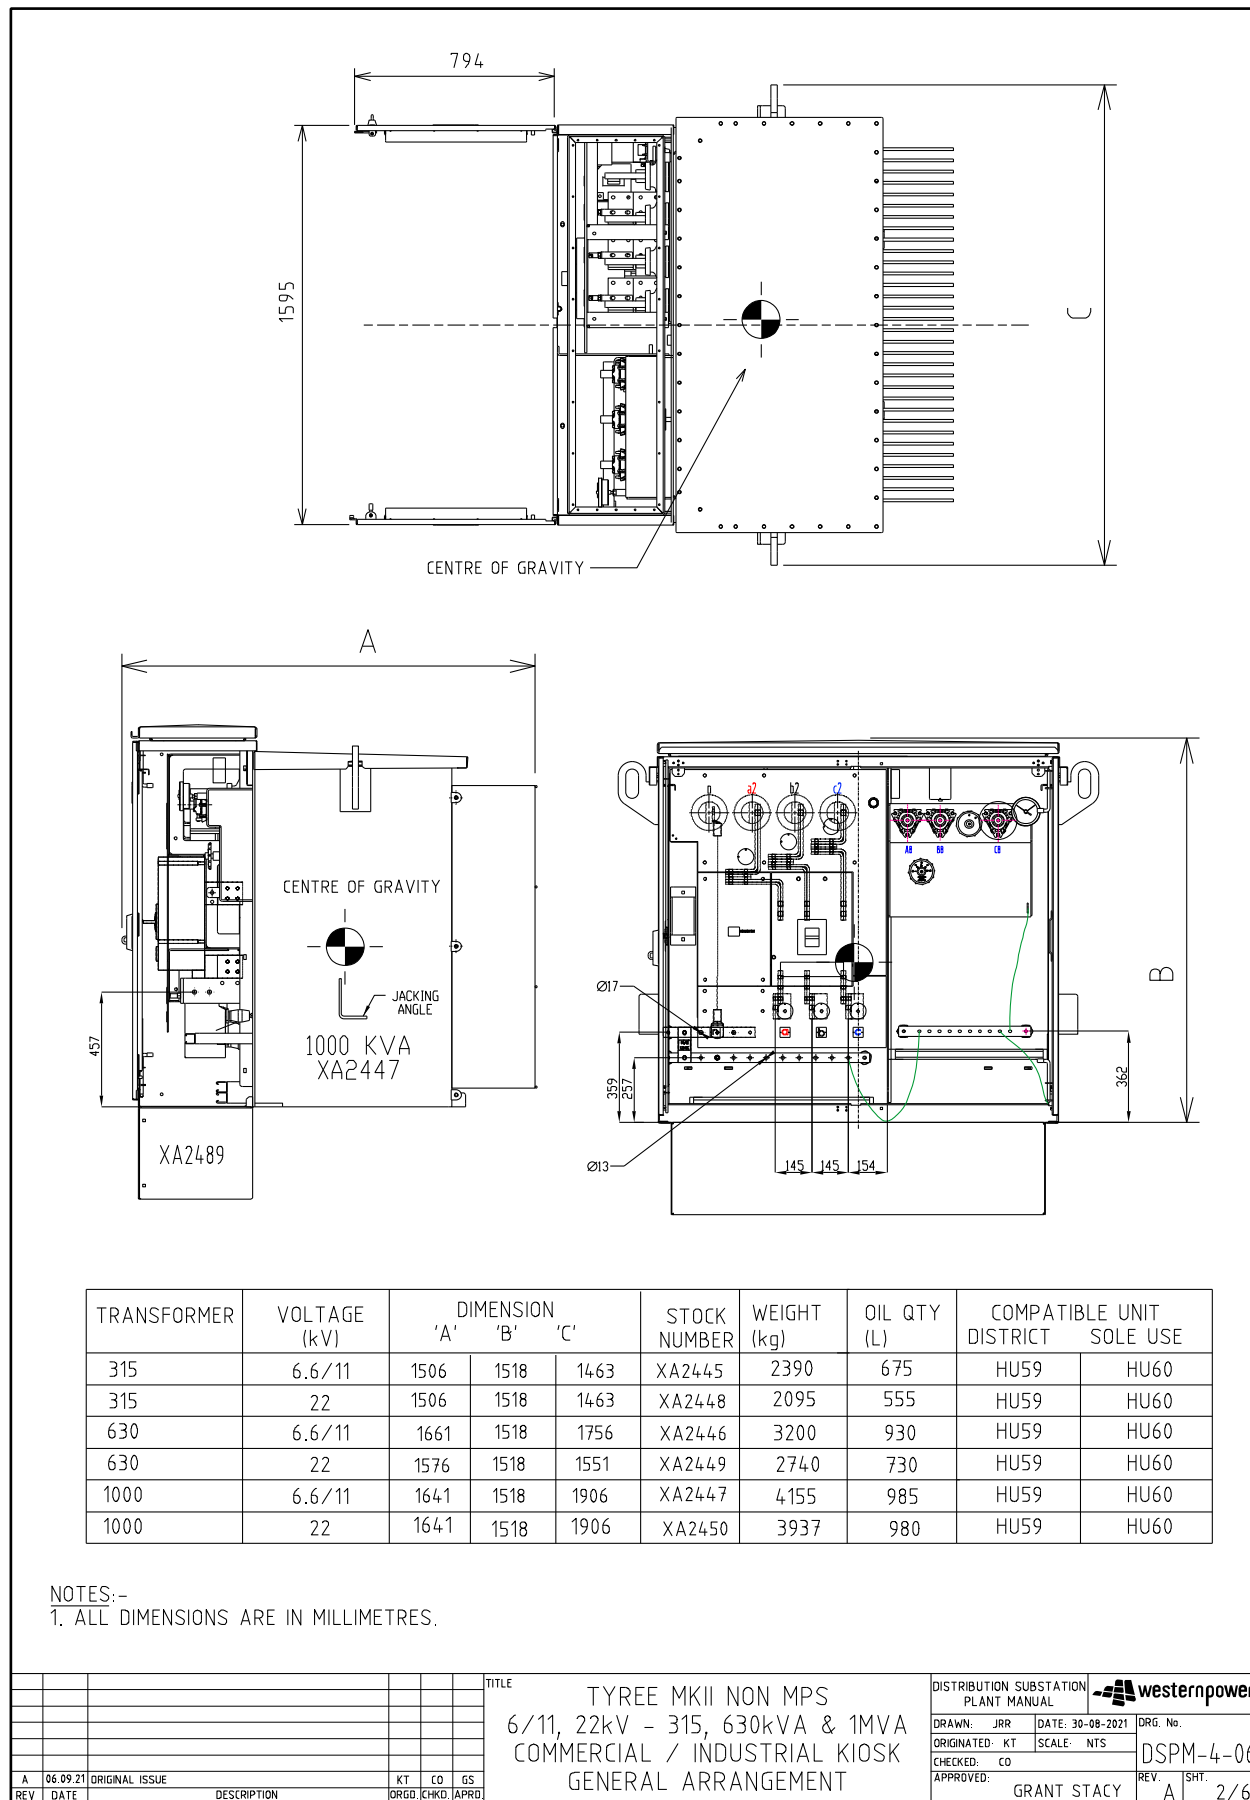 794
1595
C
CENTRE OF GRAVITY
A
CENTRE OF GRAVITY
JACKING
ANGLE
457
1000 KVA
XA2447
XA2489
n a2 b2 c2
AB BB CB
B
Ø17
359
257
362
Ø13
145 145 154
TRANSFORMER VOLTAGE (kV) DIMENSION 'A' 'B' 'C' STOCK NUMBER WEIGHT (kg) OIL QTY (L) COMPATIBLE UNIT DISTRICT SOLE USE
315 6.6/11 1506 1518 1463 XA2445 2390 675 HU59 HU60
315 22 1506 1518 1463 XA2448 2095 555 HU59 HU60
630 6.6/11 1661 1518 1756 XA2446 3200 930 HU59 HU60
630 22 1576 1518 1551 XA2449 2740 730 HU59 HU60
1000 6.6/11 1641 1518 1906 XA2447 4155 985 HU59 HU60
1000 22 1641 1518 1906 XA2450 3937 980 HU59 HU60
NOTES:-
1. ALL DIMENSIONS ARE IN MILLIMETRES.
A 06.09.21 ORIGINAL ISSUE KT CO GS
REV DATE DESCRIPTION ORGD. CHKD. APRD.
TITLE
TYREE MKII NON MPS
6/11, 22kV - 315, 630kVA & 1MVA
COMMERCIAL / INDUSTRIAL KIOSK
GENERAL ARRANGEMENT
DISTRIBUTION SUBSTATION
PLANT MANUAL
westernpower
DRAWN: JRR DATE: 30-08-2021 DRG. No.
ORIGINATED: KT SCALE: NTS
CHECKED: CO
DSPM-4-06
APPROVED: GRANT STACY
REV. A SHT. 2/6